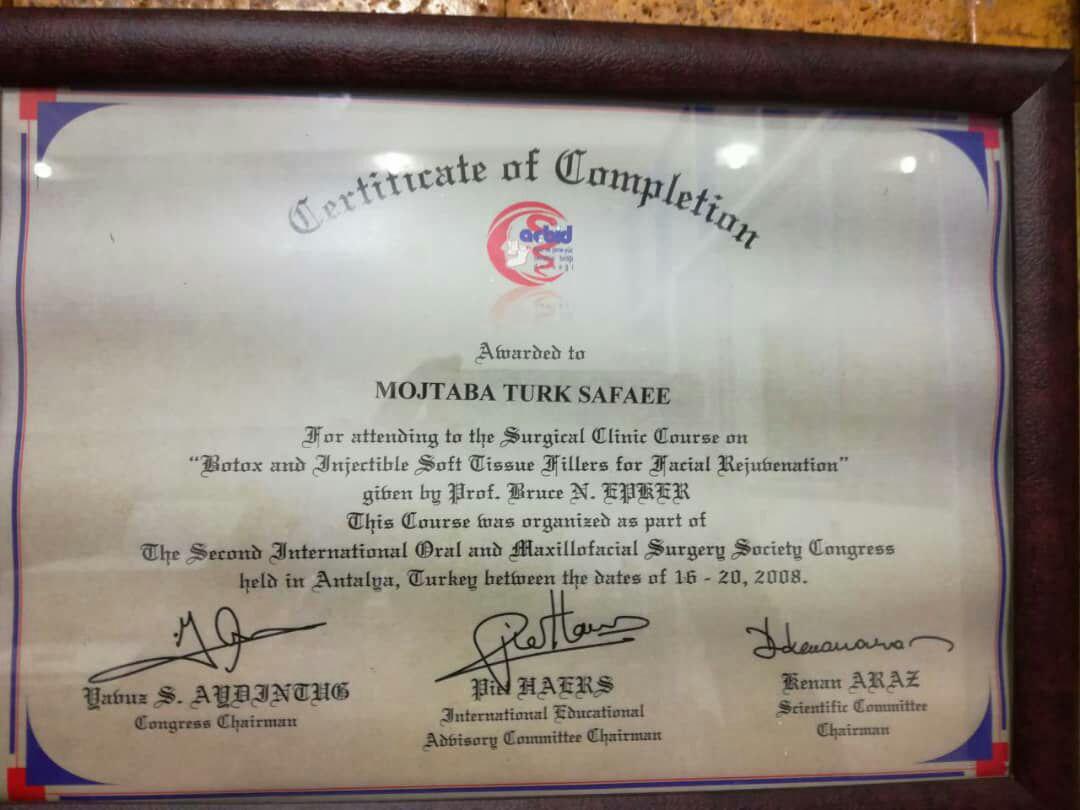 Certificate of Completion
arbid
Awarded to
MOJTABA TURK SAFAEE
For attending to the Surgical Clinic Course on
“Botox and Injectible Soft Tissue Fillers for Facial Rejuvenation”
given by Prof. Bruce N. EPKER
This Course was organized as part of
The Second International Oral and Maxillofacial Surgery Society Congress
held in Antalya, Turkey between the dates of 16 - 20, 2008.
Yavuz S. AYDINTUG
Congress Chairman
HAERS
International Educational
Advisory Committee Chairman
Kenan ARAZ
Scientific Committee
Chairman